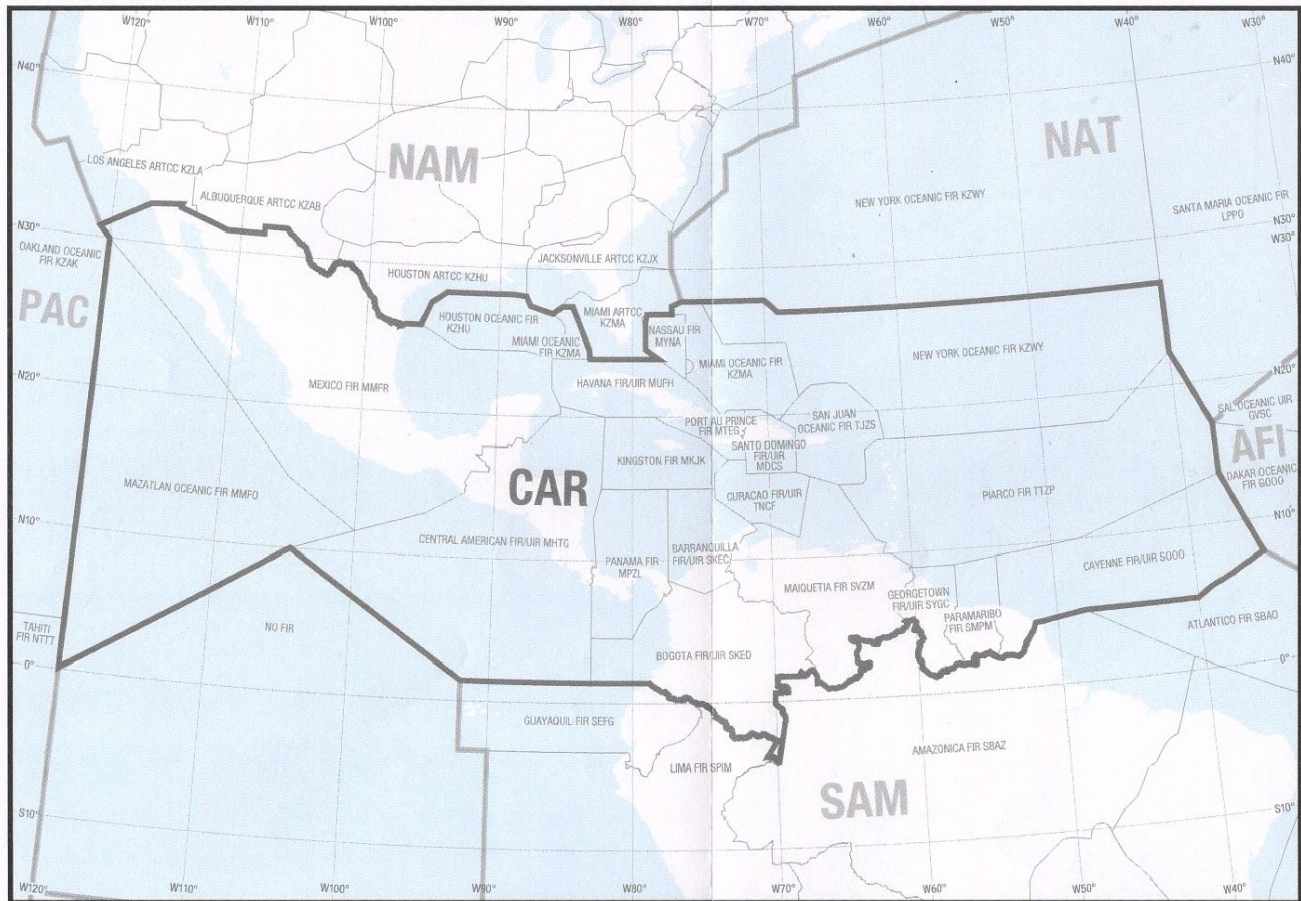 W120°
W110°
W100°
W90°
W80°
W70°
W60°
W50°
W40°
W30°
N40°
N40°
NAM
NAT
LOS ANGELES ARTCC KZLA
ALBUQUERQUE ARTCC KZAB
NEW YORK OCEANIC FIR KZWY
SANTA MARIA OCEANIC FIR
LPPO
N30°
N30°
W30°
OAKLAND OCEANIC
FIR KZAK
HOUSTON ARTCC KZHU
JACKSONVILLE ARTCC KZJX
PAC
HOUSTON OCEANIC FIR
KZHU
MIAMI ARTCC
KZMA
NASSAU FIR
MYNA
MIAMI OCEANIC
FIR KZMA
MIAMI OCEANIC FIR
KZMA
NEW YORK OCEANIC FIR KZWY
N20°
N20°
MEXICO FIR MMFR
HAVANA FIR/UIR MUFH
PORT AU PRINCE
FIR MTEG
SAN JUAN
OCEANIC FIR TJZS
SAL OCEANIC UIR
GVSC
AFI
SANTO DOMINGO
FIR/UIR
MDCS
KINGSTON FIR MKJK
CAR
DAKAR OCEANIC
FIR GOOO
MAZATLAN OCEANIC FIR MMFO
CURACAO FIR/UIR
TNCF
PIARCO FIR TTZP
N10°
N10°
CENTRAL AMERICAN FIR/UIR MHTG
PANAMA FIR
MPZL
BARRANQUILLA
FIR/UIR SKEC
MAIQUETIA FIR SVZM
GEORGETOWN
FIR/UIR SYGC
CAYENNE FIR/UIR SOOO
PARAMARIBO
FIR SMPM
ATLANTICO FIR SBAO
TAHITI
FIR NTTT
NO FIR
0°
0°
BOGOTA FIR/UIR SKED
GUAYAQUIL FIR SEFG
LIMA FIR SPIM
AMAZONICA FIR SBAZ
SAM
S10°
S10°
W120°
W110°
W100°
W90°
W80°
W70°
W60°
W50°
W40°